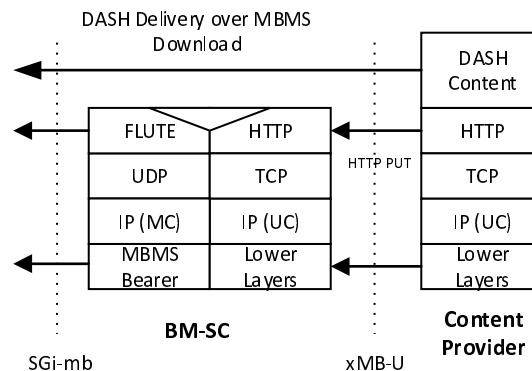 DASH Delivery over MBMS
Download
DASH
Content
FLUTE
HTTP
HTTP
HTTP PUT
UDP
TCP
TCP
IP (MC)
IP (UC)
IP (UC)
MBMS
Bearer
Lower
Layers
Lower
Layers
BM-SC
Content
Provider
SGi-mb
xMB-U